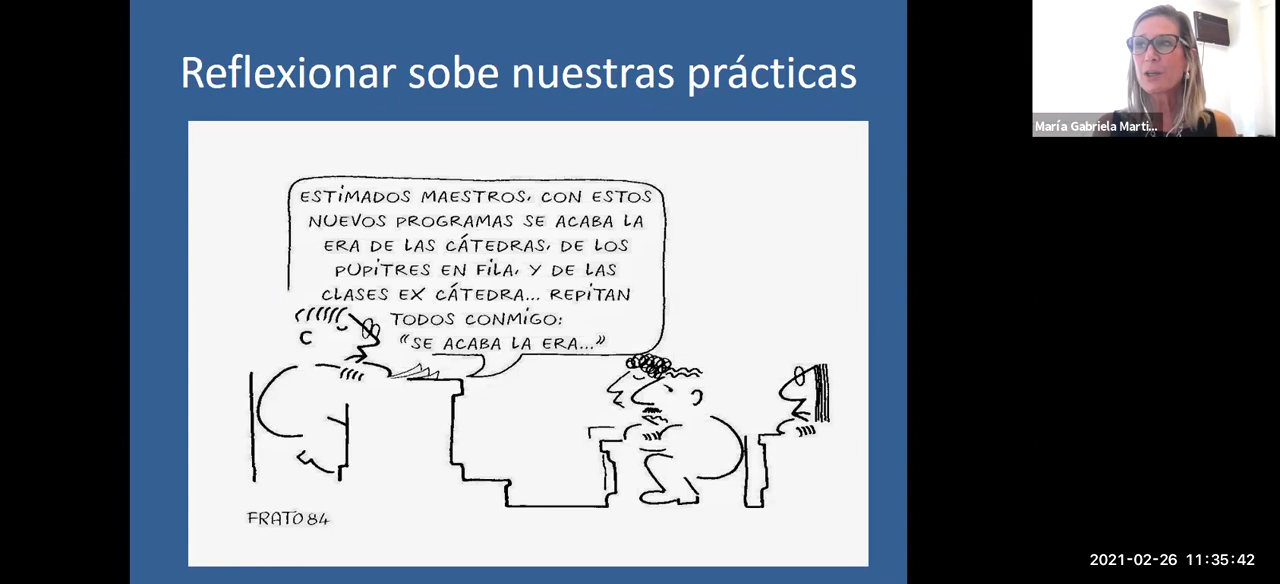 Reflexionar sobe nuestras prácticas
ESTIMADOS MAESTROS, CON ESTOS
NUEVOS PROGRAMAS SE ACABA LA
ERA DE LAS CÁTEDRAS, DE LOS
PUPITRES EN FILA, Y DE LAS
CLASES EX CÁTEDRA... REPITAN
TODOS CONMIGO:
"SE ACABA LA ERA..."
FRATO 84
María Gabriela Marti...
2021-02-26 11:35:42